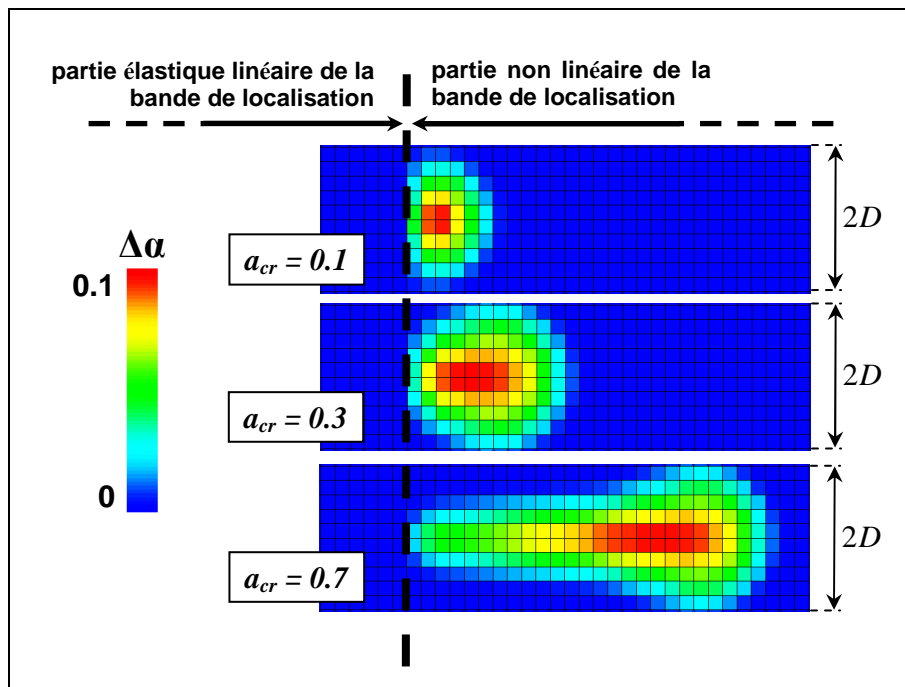 partie élastique linéaire de la
bande de localisation
partie non linéaire de la
bande de localisation
2D
a_cr = 0.1
Δα
0.1
0
2D
a_cr = 0.3
2D
a_cr = 0.7